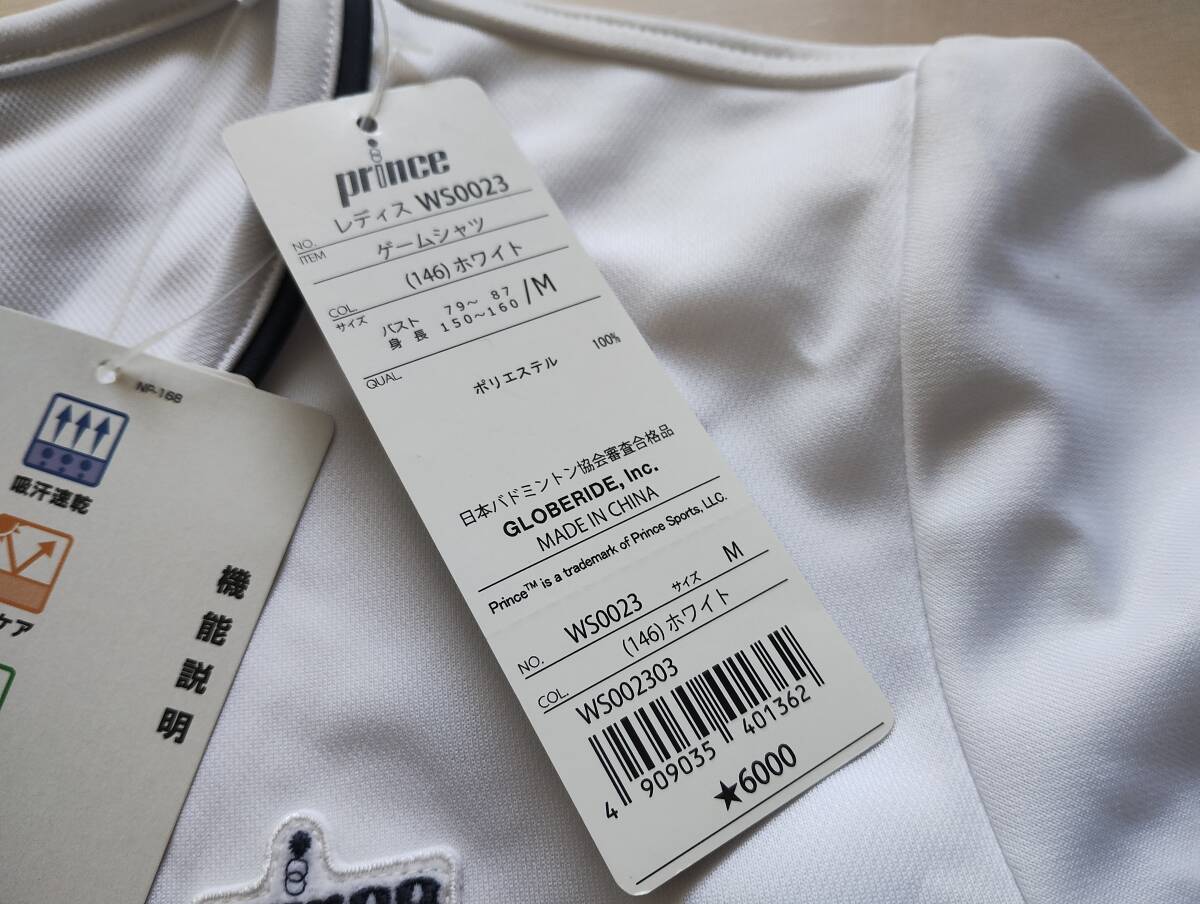 prince
NO. レディス WS0023
ITEM ゲームシャツ
COL. (146) ホワイト
サイズ バスト 79～ 87 /M
身 長 150～160
QUAL. ポリエステル 100%
日本バドミントン協会審査合格品
GLOBERIDE, Inc.
MADE IN CHINA
Prince™ is a trademark of Prince Sports, LLC.
NO. WS0023 サイズ M
COL. (146) ホワイト
WS002303
4 909035 401362
★6000
NP-168
吸汗速乾
ケア
機能説明